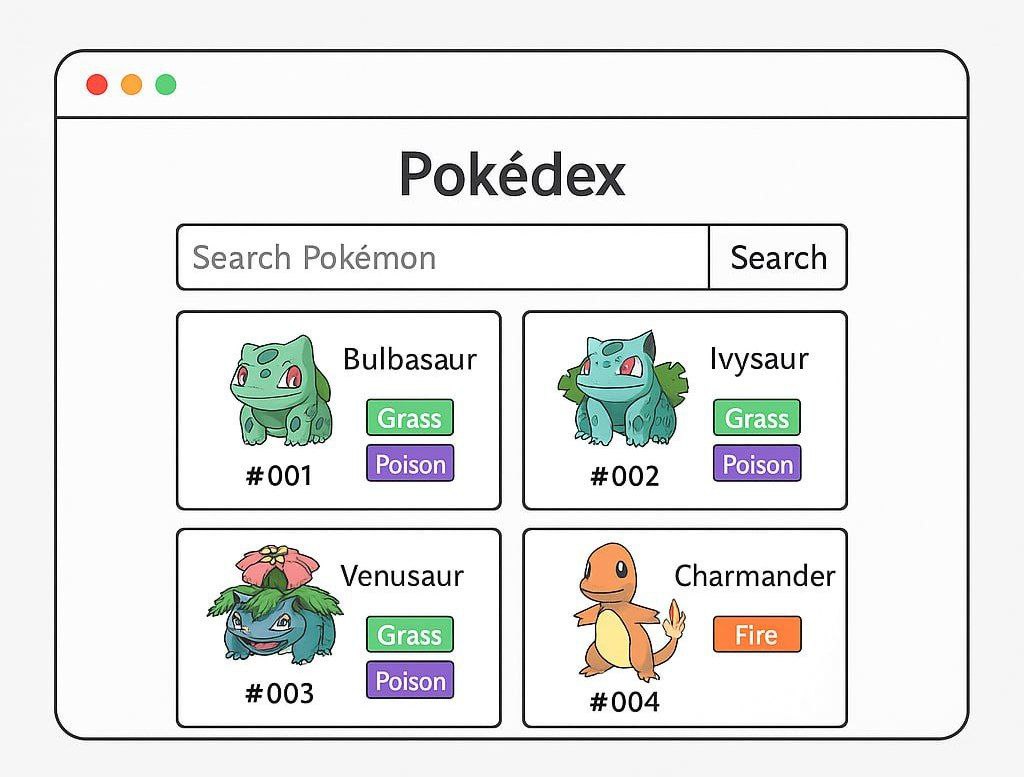 Pokédex
Search Pokémon
Search
Bulbasaur
Grass
Poison
#001
Ivysaur
Grass
Poison
#002
Venusaur
Grass
Poison
#003
Charmander
Fire
#004